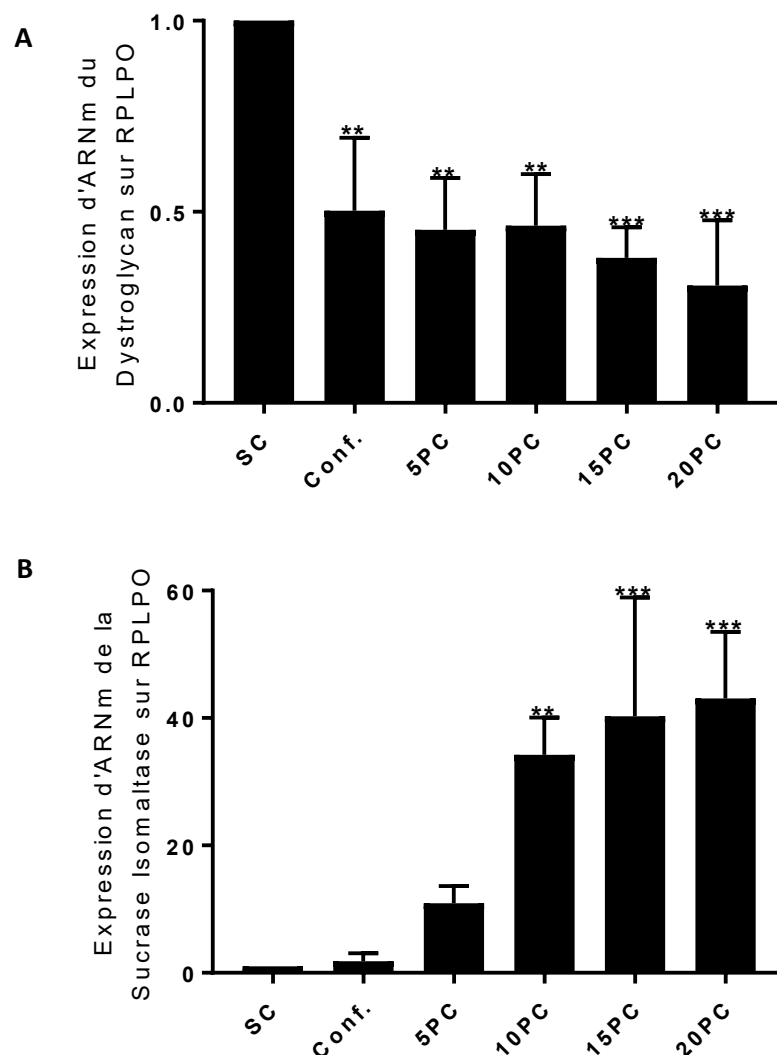 A
Expression d'ARNm du
Dystroglycan sur RPLPO
1.0
0.5
0.0
**
**
**
***
***
SC
Conf.
5PC
10PC
15PC
20PC
B
Expression d'ARNm de la
Sucrase Isomaltase sur RPLPO
60
40
20
0
**
***
***
SC
Conf.
5PC
10PC
15PC
20PC